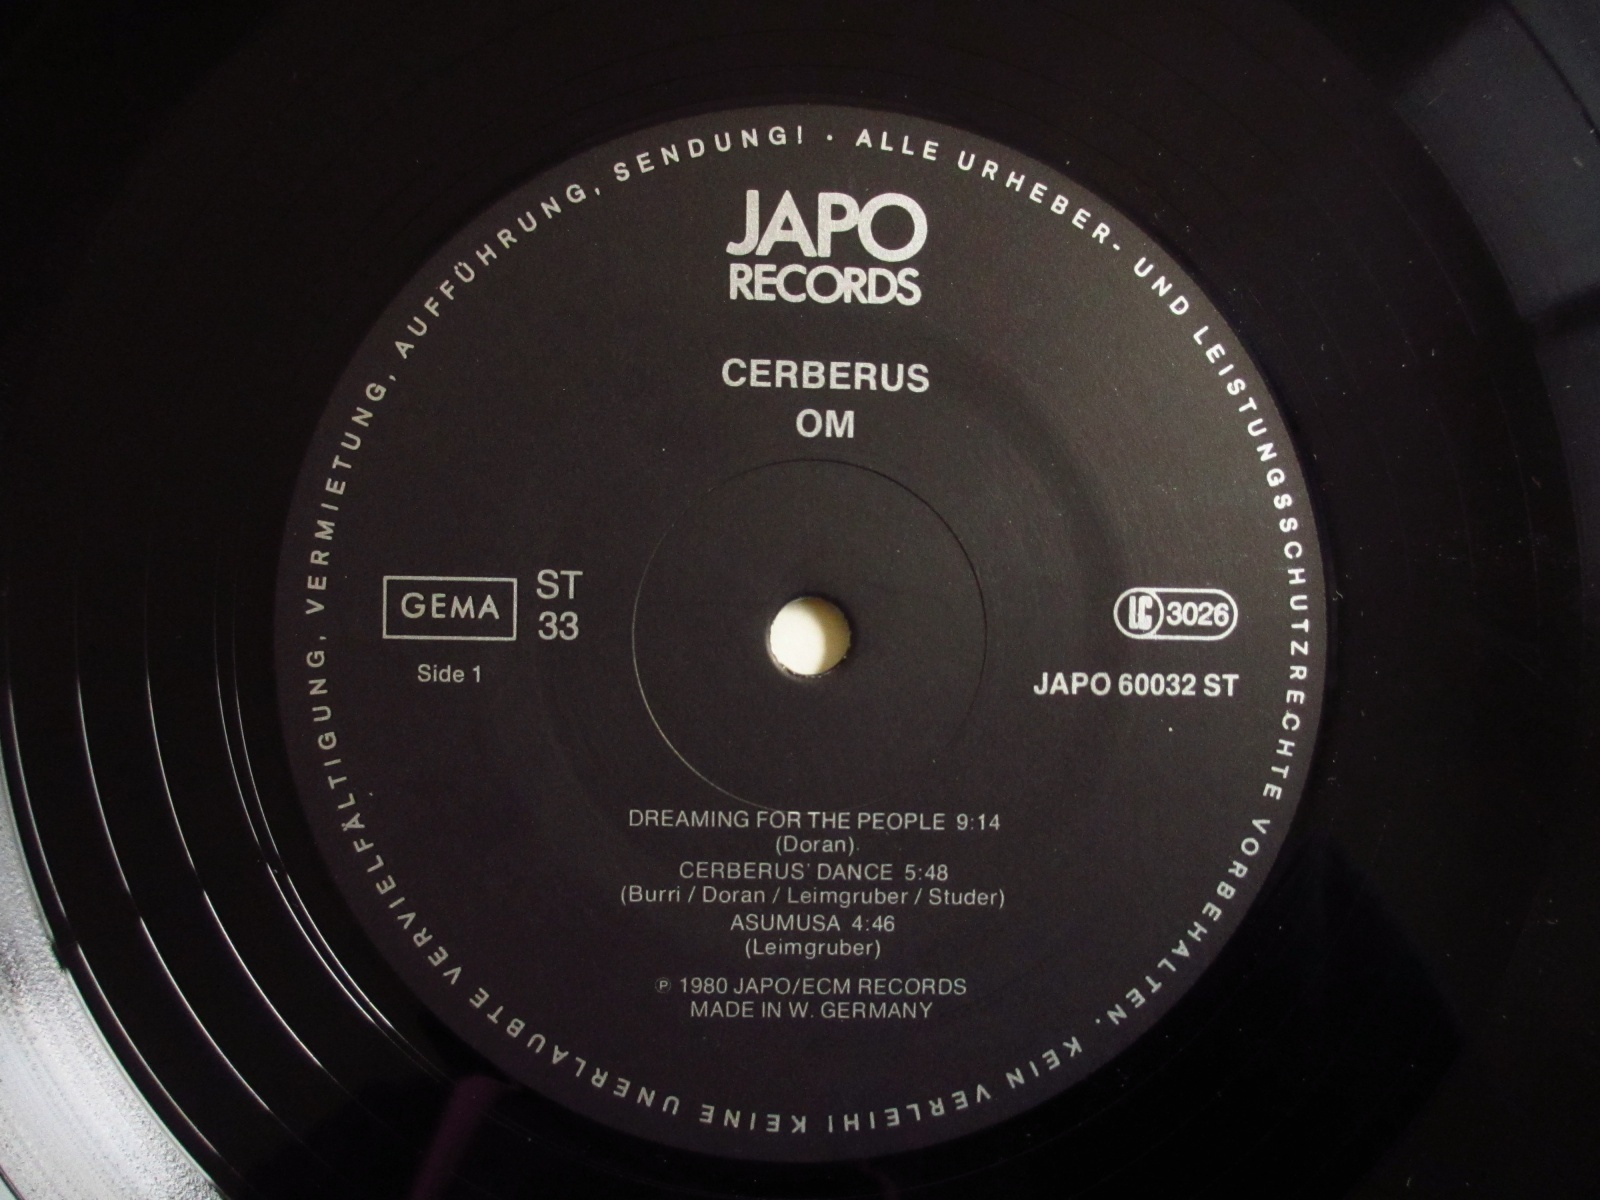 ALLE URHEBER- UND LEISTUNGSSCHUTZRECHTE VORBEHALTEN. KEIN VERLEIH! KEINE UNERLAUBTE VERVIELFÄLTIGUNG, VERMIETUNG, AUFFÜHRUNG, SENDUNG! ·
JAPO
RECORDS
CERBERUS
OM
GEMA
ST
33
Side 1
LC 3026
JAPO 60032 ST
DREAMING FOR THE PEOPLE 9:14
(Doran)
CERBERUS' DANCE 5:48
(Burri / Doran / Leimgruber / Studer)
ASUMUSA 4:46
(Leimgruber)
℗ 1980 JAPO/ECM RECORDS
MADE IN W. GERMANY